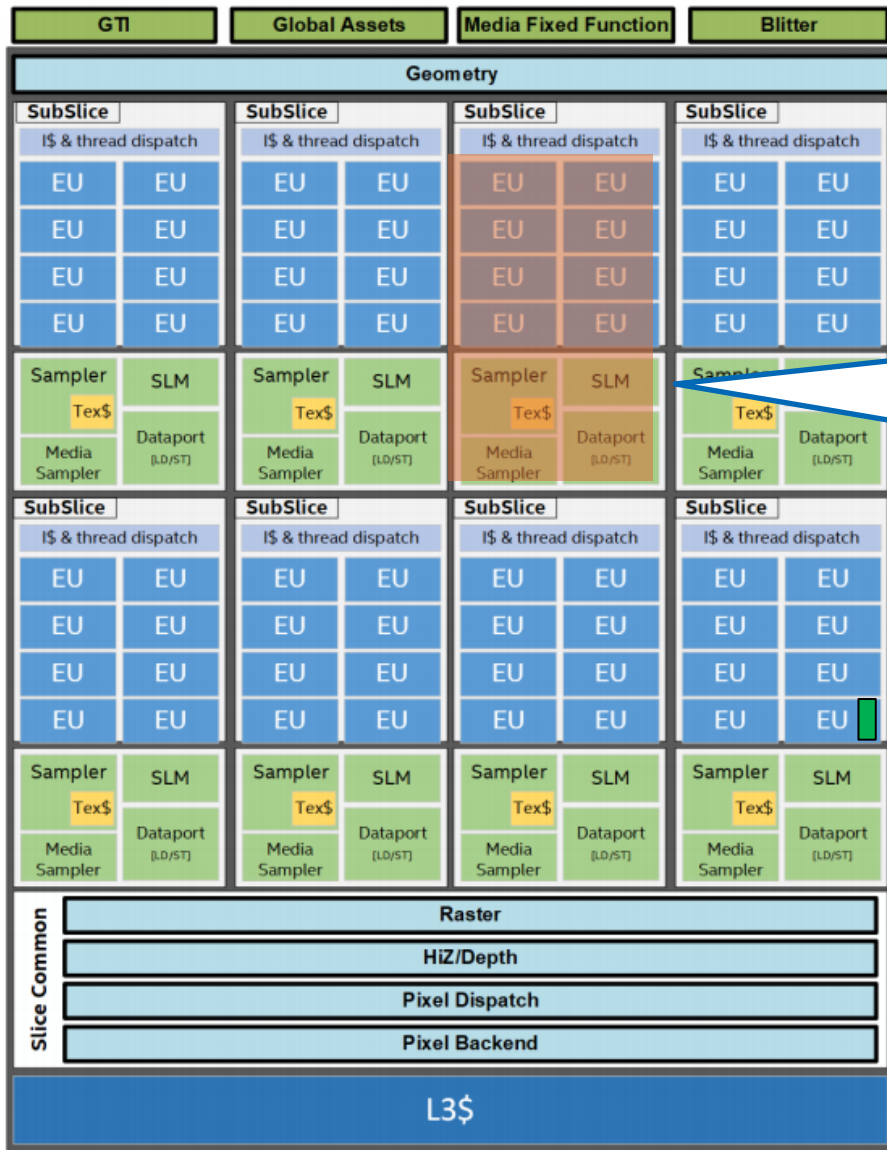 GTI Global Assets Media Fixed Function Blitter
Geometry
SubSlice SubSlice SubSlice SubSlice
I$ & thread dispatch I$ & thread dispatch I$ & thread dispatch I$ & thread dispatch
EU EU EU EU EU EU EU EU
EU EU EU EU EU EU EU EU
EU EU EU EU EU EU EU EU
EU EU EU EU EU EU EU EU
Sampler SLM Sampler SLM Sampler SLM
Tex$ Tex$ Tex$ Tex$
Dataport Dataport Dataport Dataport
[LD/ST] [LD/ST] [LD/ST] [LD/ST]
Media Media Media Media
Sampler Sampler Sampler Sampler
SubSlice SubSlice SubSlice SubSlice
I$ & thread dispatch I$ & thread dispatch I$ & thread dispatch I$ & thread dispatch
EU EU EU EU EU EU EU EU
EU EU EU EU EU EU EU EU
EU EU EU EU EU EU EU EU
EU EU EU EU EU EU EU EU
Sampler SLM Sampler SLM Sampler SLM Sampler SLM
Tex$ Tex$ Tex$ Tex$
Dataport Dataport Dataport Dataport
[LD/ST] [LD/ST] [LD/ST] [LD/ST]
Media Media Media Media
Sampler Sampler Sampler Sampler
Slice Common
Raster
HiZ/Depth
Pixel Dispatch
Pixel Backend
L3$